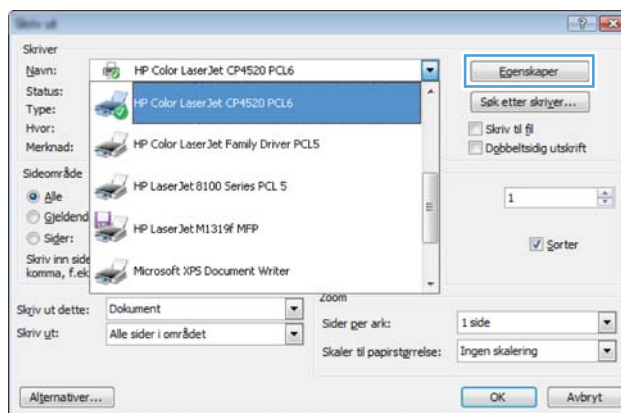 Skriv ut
Skriver
Navn: HP Color LaserJet CP4520 PCL6 Egenskaper
Status: HP Color LaserJet CP4520 PCL6 Søk etter skriver...
Type:
Hvor: HP Color LaserJet Family Driver PCL5 Skriv til fil
Merknad: Dobbeltsidig utskrift
Sideområde HP LaserJet 8100 Series PCL 5
Alle 1
Gjeldend HP LaserJet M1319f MFP
Sider: Sorter
Skriv inn side Microsoft XPS Document Writer
komma, f.ek
Skriv ut dette: Dokument Zoom
Skriv ut: Alle sider i området Sider per ark: 1 side
Skaler til papirstørrelse: Ingen skalering
Alternativer... OK Avbryt